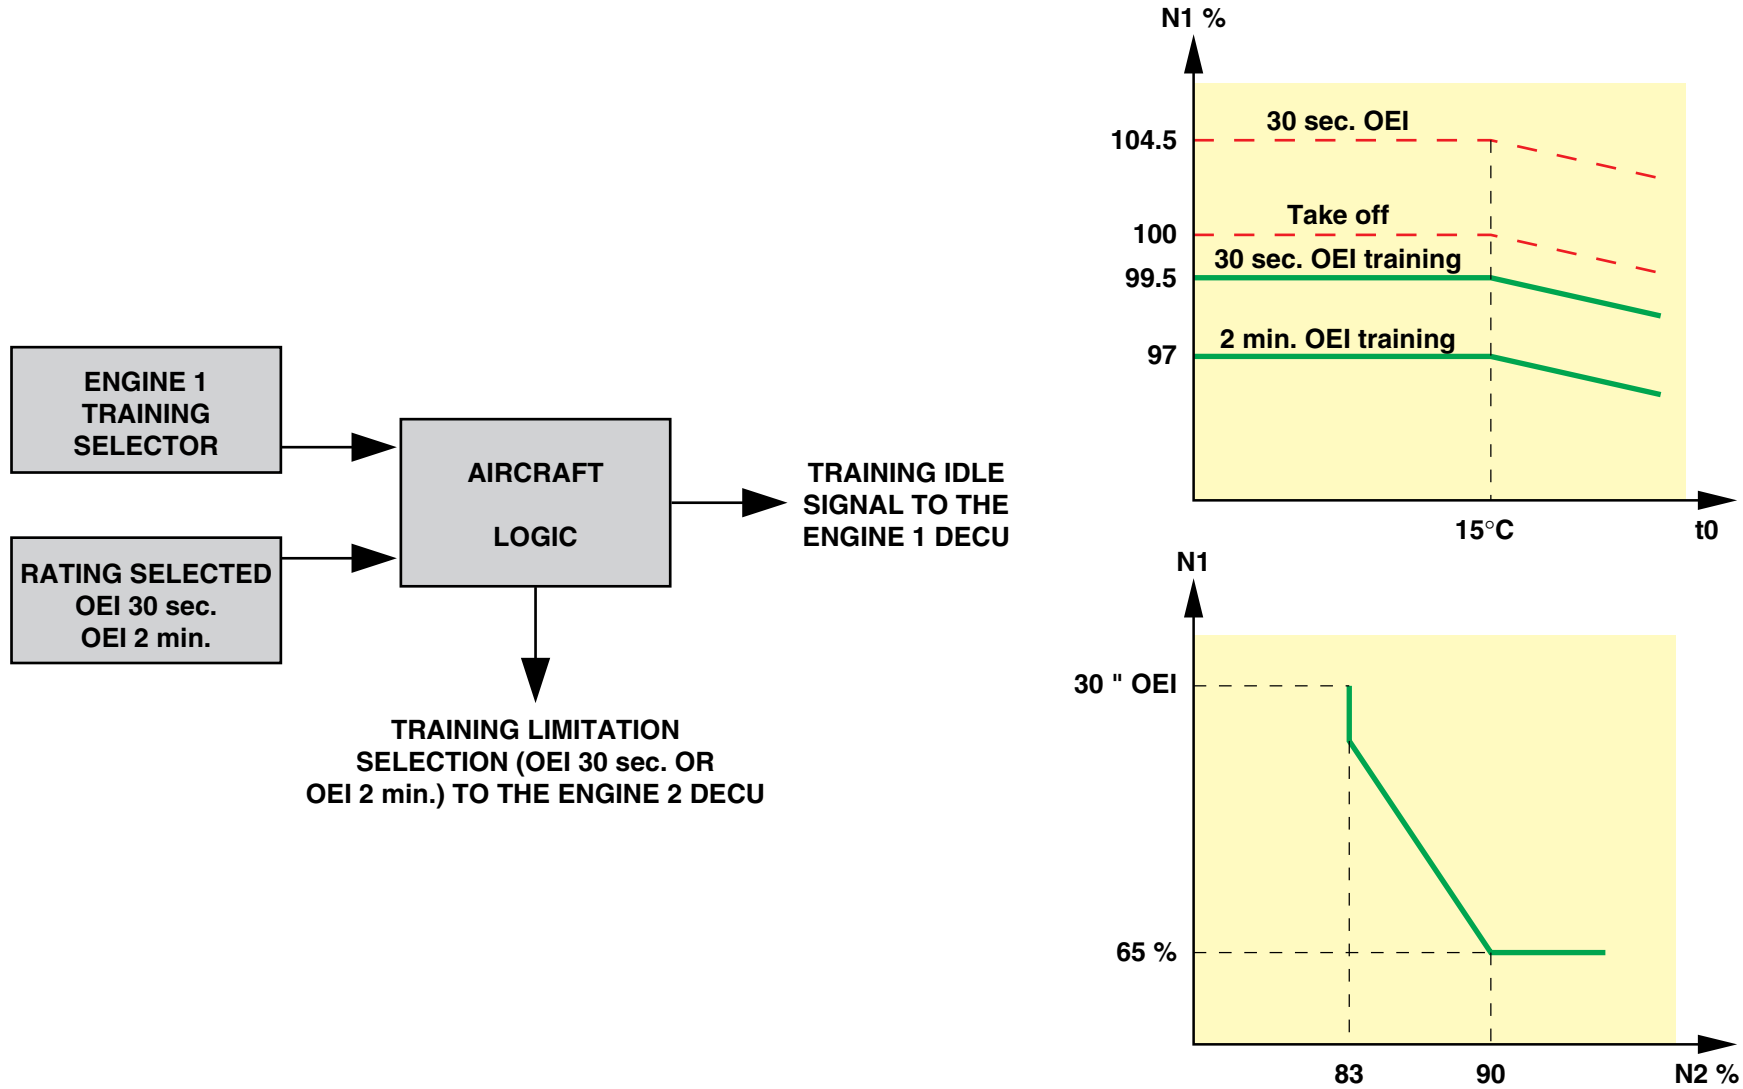 ENGINE 1
TRAINING
SELECTOR
RATING SELECTED
OEI 30 sec.
OEI 2 min.
AIRCRAFT
LOGIC
TRAINING IDLE
SIGNAL TO THE
ENGINE 1 DECU
TRAINING LIMITATION
SELECTION (OEI 30 sec. OR
OEI 2 min.) TO THE ENGINE 2 DECU
N1 %
30 sec. OEI
104.5
Take off
100
30 sec. OEI training
99.5
2 min. OEI training
97
15°C
t0
N1
30 " OEI
65 %
83
90
N2 %